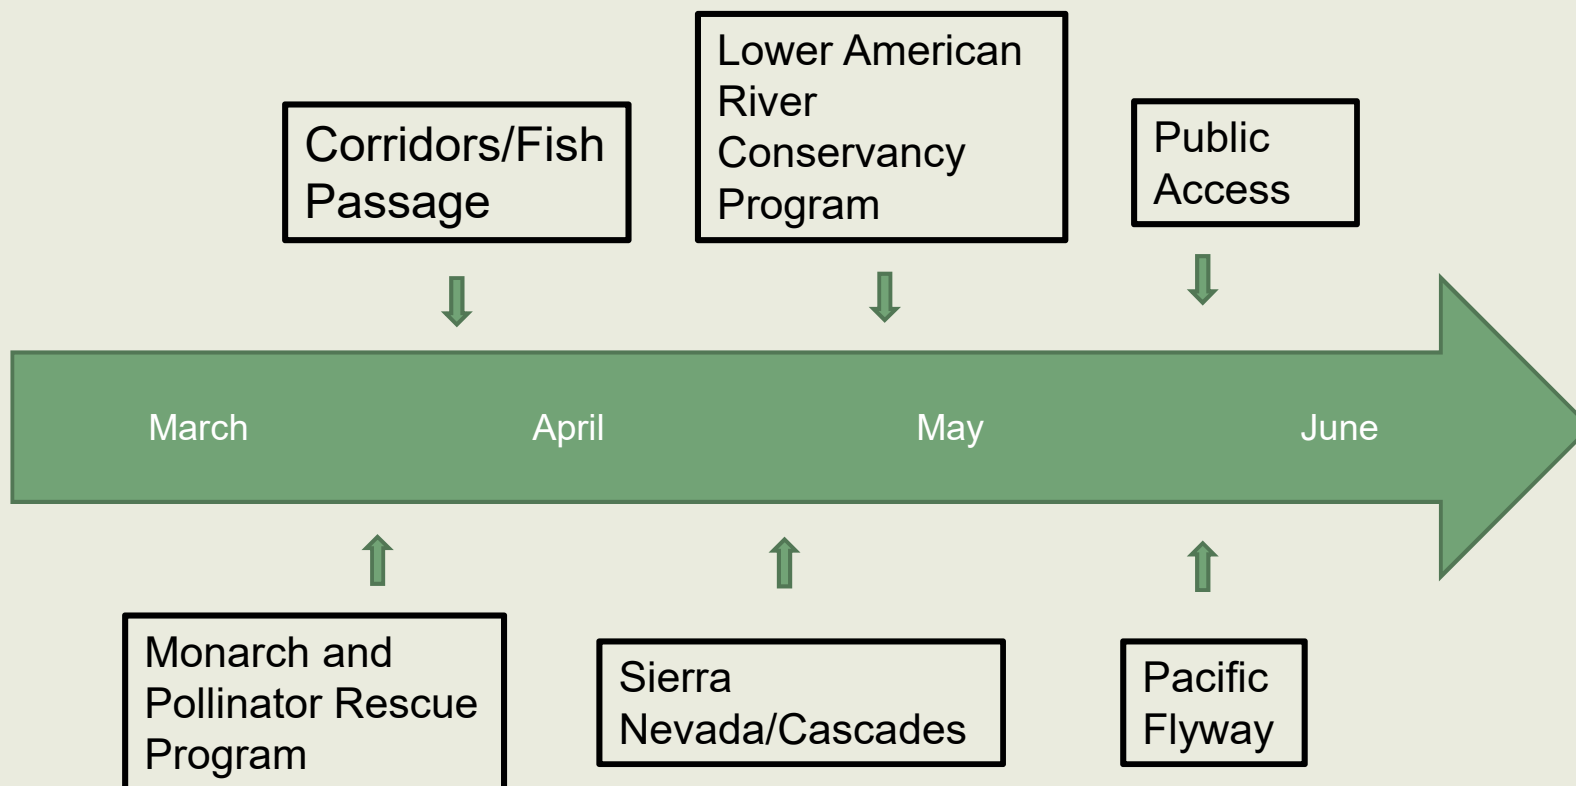 Lower American
River
Conservancy
Program
Corridors/Fish
Passage
Public
Access
March
April
May
June
Monarch and
Pollinator Rescue
Program
Sierra
Nevada/Cascades
Pacific
Flyway